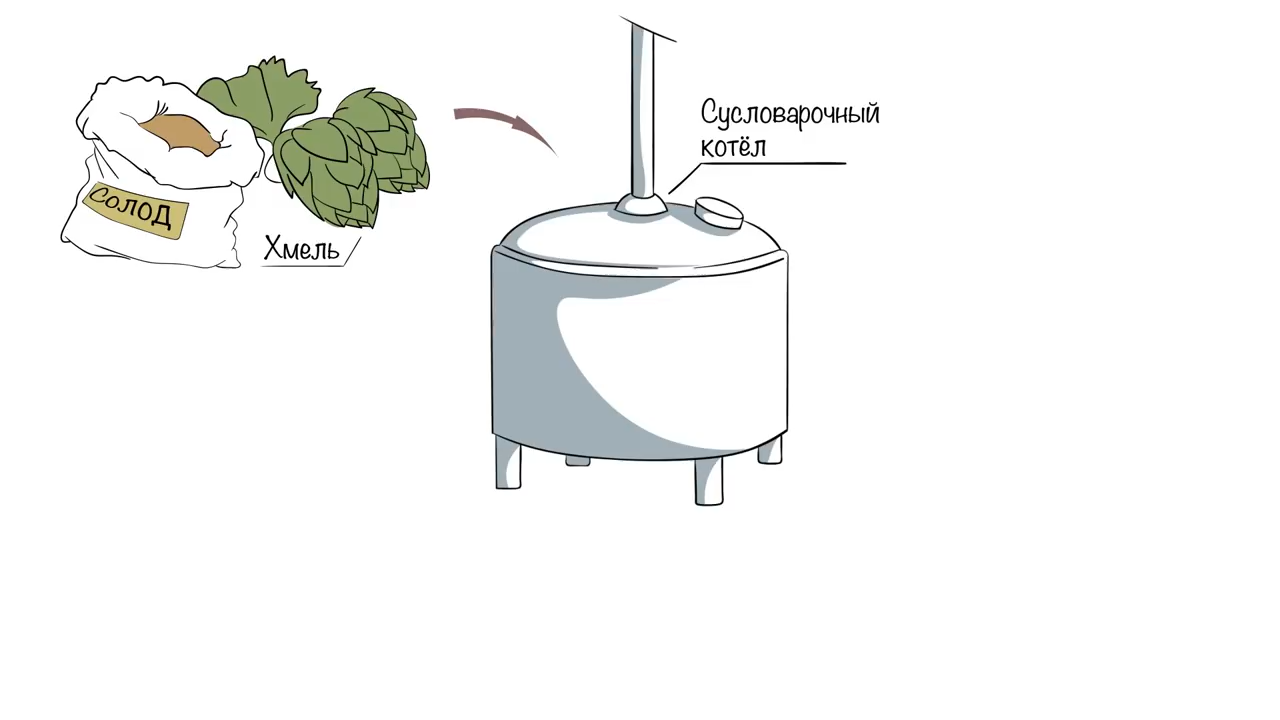 Солод
Хмель
Сусловарочный
котёл